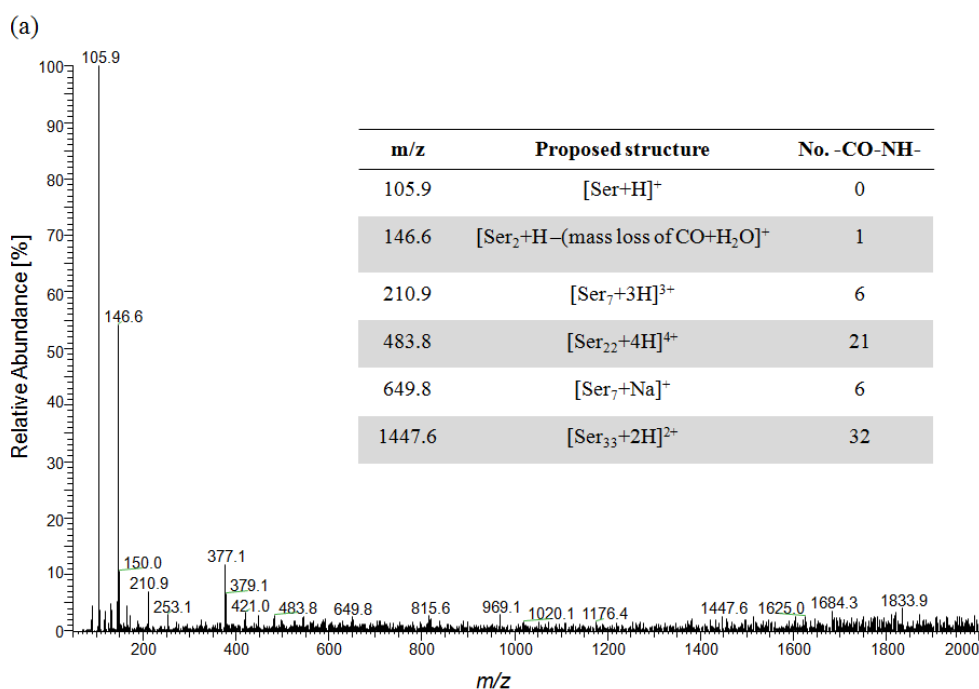 (a)
105.9
100
90
80
70
60
50
40
30
20
10
0
Relative Abundance [%]
146.6
150.0
210.9
253.1
377.1
379.1
421.0
483.8
649.8
815.6
969.1
1020.1
1176.4
1447.6
1625.0
1684.3
1833.9
200 400 600 800 1000 1200 1400 1600 1800 2000
m/z
m/z Proposed structure No. -CO-NH-
105.9 [Ser+H]⁺ 0
146.6 [Ser₂+H–(mass loss of CO+H₂O]⁺ 1
210.9 [Ser₇+3H]³⁺ 6
483.8 [Ser₂₂+4H]⁴⁺ 21
649.8 [Ser₇+Na]⁺ 6
1447.6 [Ser₃₃+2H]²⁺ 32